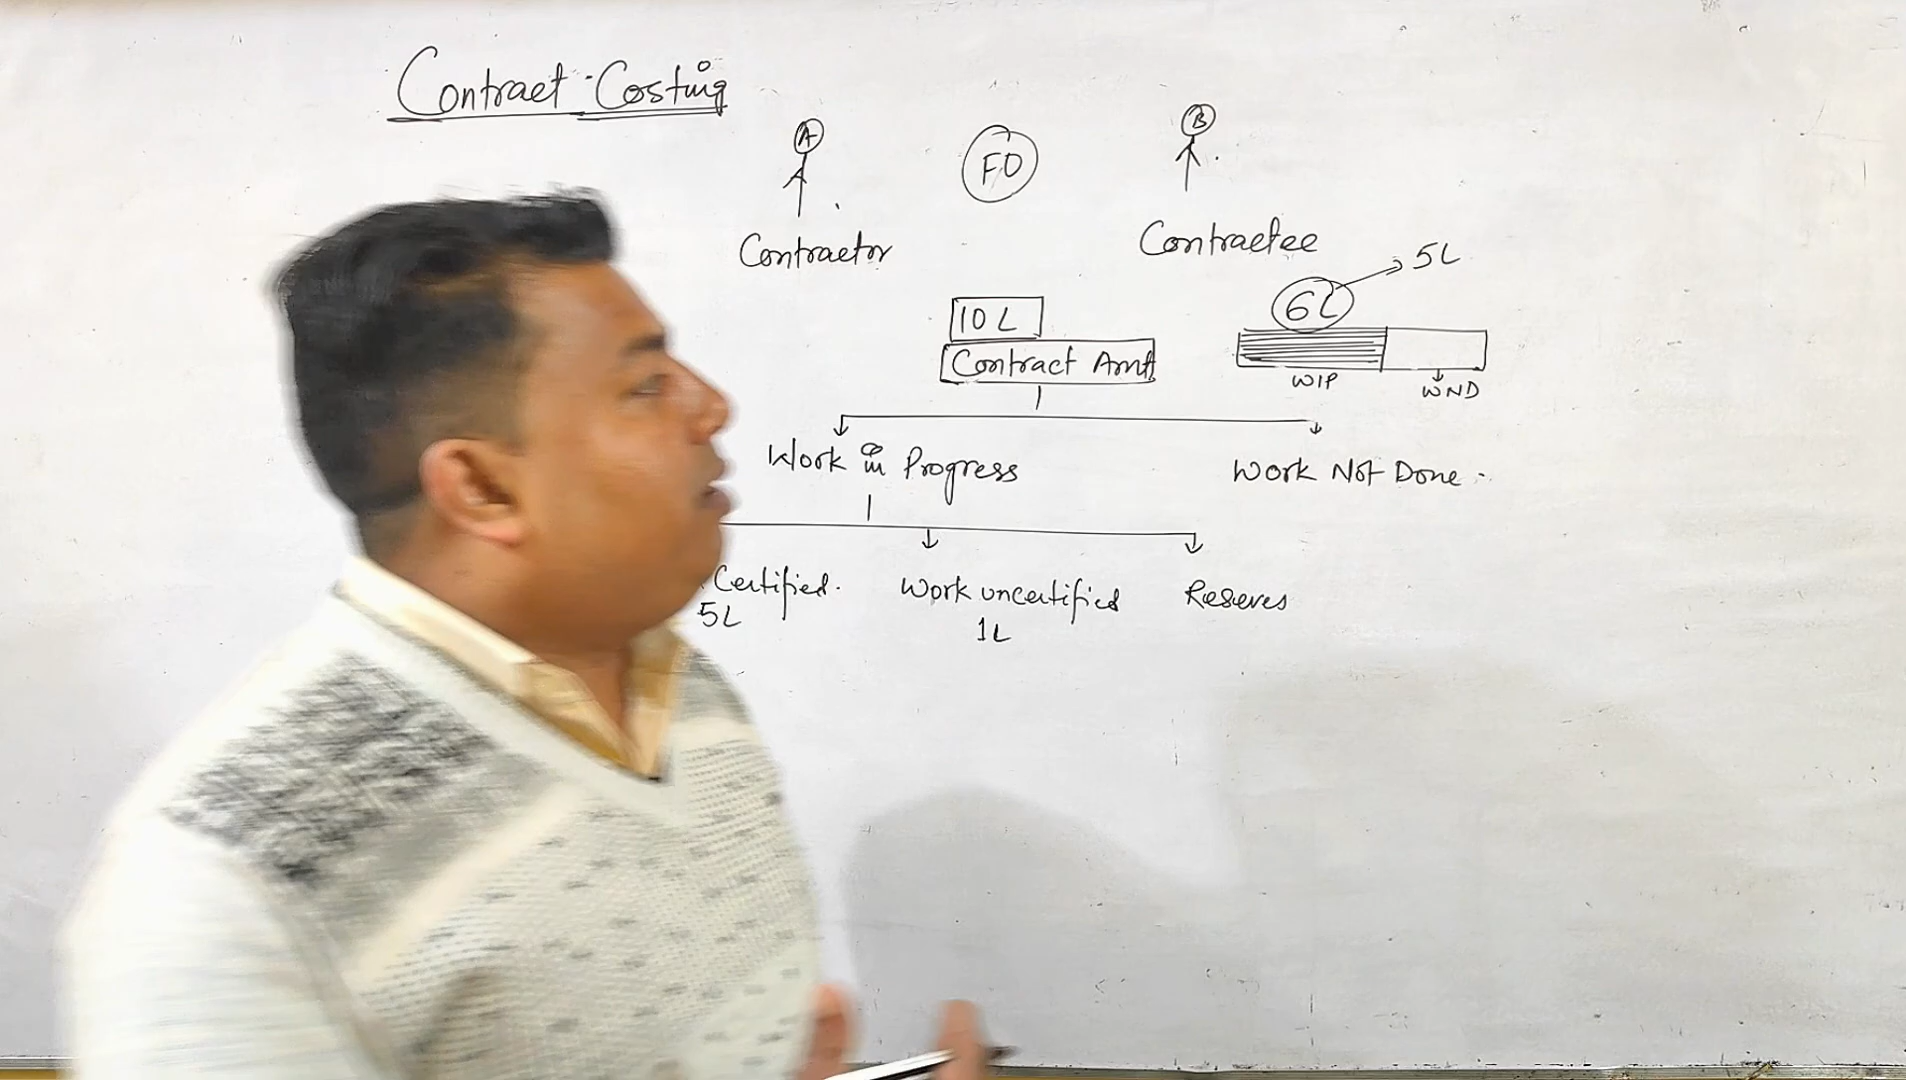 Contract Costing
A
FD
B
Contractor
Contractee
5L
6L
10 L
Contract Amt
WIP
WND
Work in Progress
Work Not Done
Certified.
Work uncertified
Reserves
5L
1L